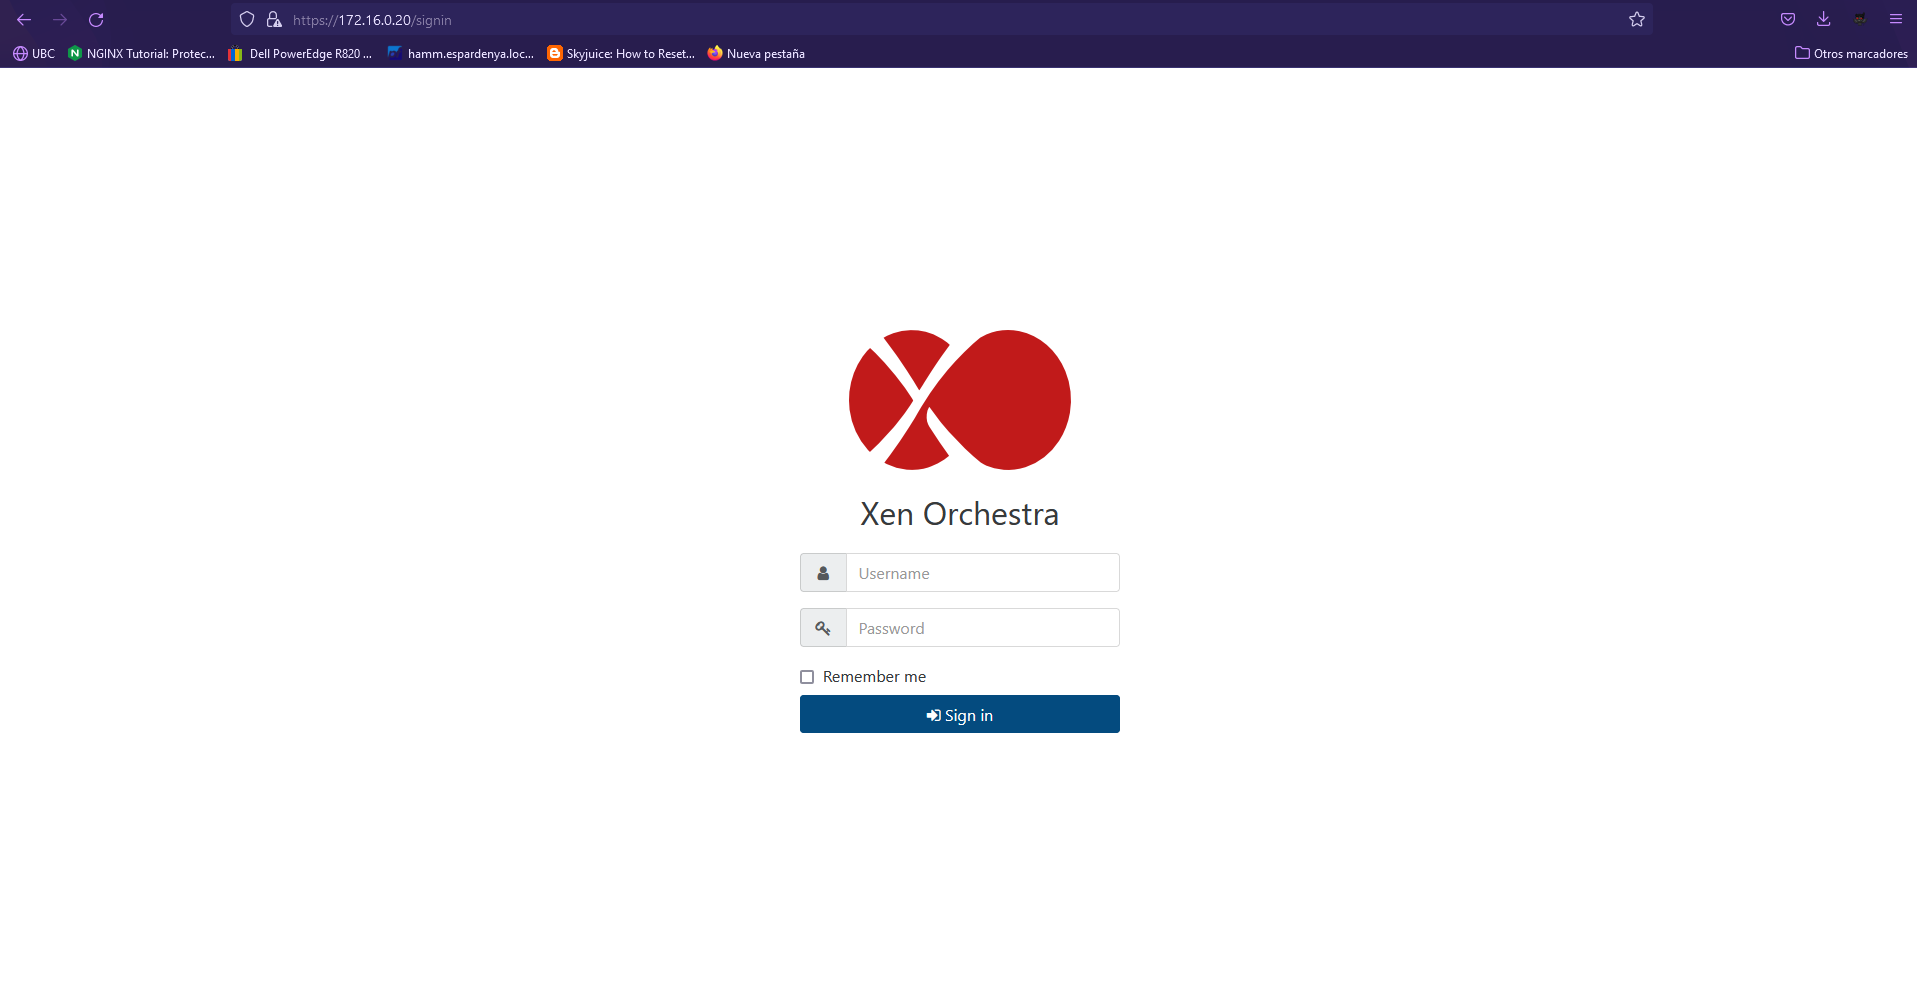 https://172.16.0.20/signin
UBC
NGINX Tutorial: Protec...
Dell PowerEdge R820 ...
hamm.espardenya.loc...
Skyjuice: How to Reset...
Nueva pestaña
Otros marcadores
Xen Orchestra
Username
Password
Remember me
Sign in